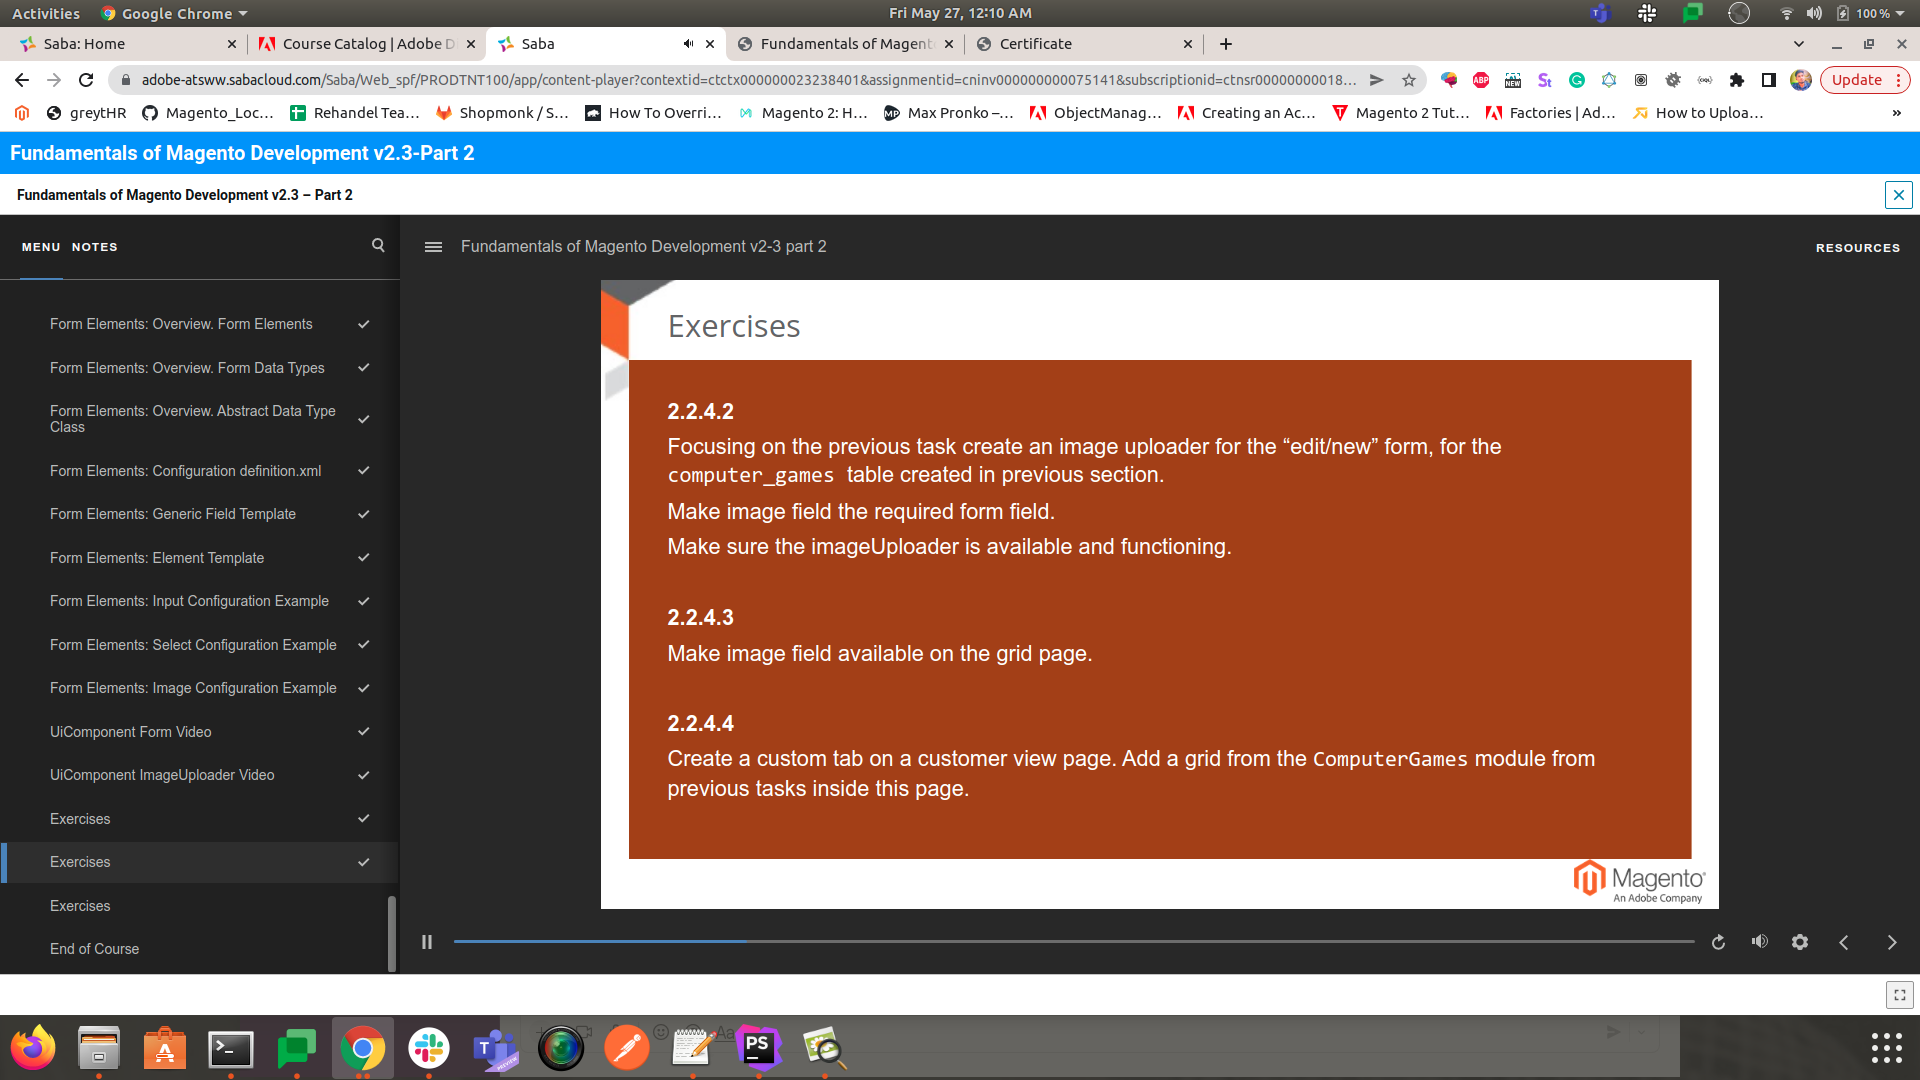 Activities Google Chrome Fri May 27, 12:10 AM 100 %
Saba: Home Course Catalog | Adobe D Saba Fundamentals of Magent Certificate
adobe-atsww.sabacloud.com/Saba/Web_spf/PRODTNT100/app/content-player?contextid=ctctx000000023238401&assignmentid=cninv000000000075141&subscriptionid=ctnsr00000000018... ABP NEW St Update
greytHR Magento_Loc... Rehandel Tea... Shopmonk / S... How To Overri... Magento 2: H... Max Pronko –... ObjectManag... Creating an Ac... Magento 2 Tut... Factories | Ad... How to Uploa... »
Fundamentals of Magento Development v2.3-Part 2
Fundamentals of Magento Development v2.3 – Part 2
MENU NOTES
Fundamentals of Magento Development v2-3 part 2
RESOURCES
Form Elements: Overview. Form Elements
Form Elements: Overview. Form Data Types
Form Elements: Overview. Abstract Data Type
Class
Form Elements: Configuration definition.xml
Form Elements: Generic Field Template
Form Elements: Element Template
Form Elements: Input Configuration Example
Form Elements: Select Configuration Example
Form Elements: Image Configuration Example
UiComponent Form Video
UiComponent ImageUploader Video
Exercises
Exercises
Exercises
End of Course
Exercises
2.2.4.2
Focusing on the previous task create an image uploader for the “edit/new” form, for the
computer_games table created in previous section.
Make image field the required form field.
Make sure the imageUploader is available and functioning.
2.2.4.3
Make image field available on the grid page.
2.2.4.4
Create a custom tab on a customer view page. Add a grid from the ComputerGames module from
previous tasks inside this page.
Magento
An Adobe Company
PS